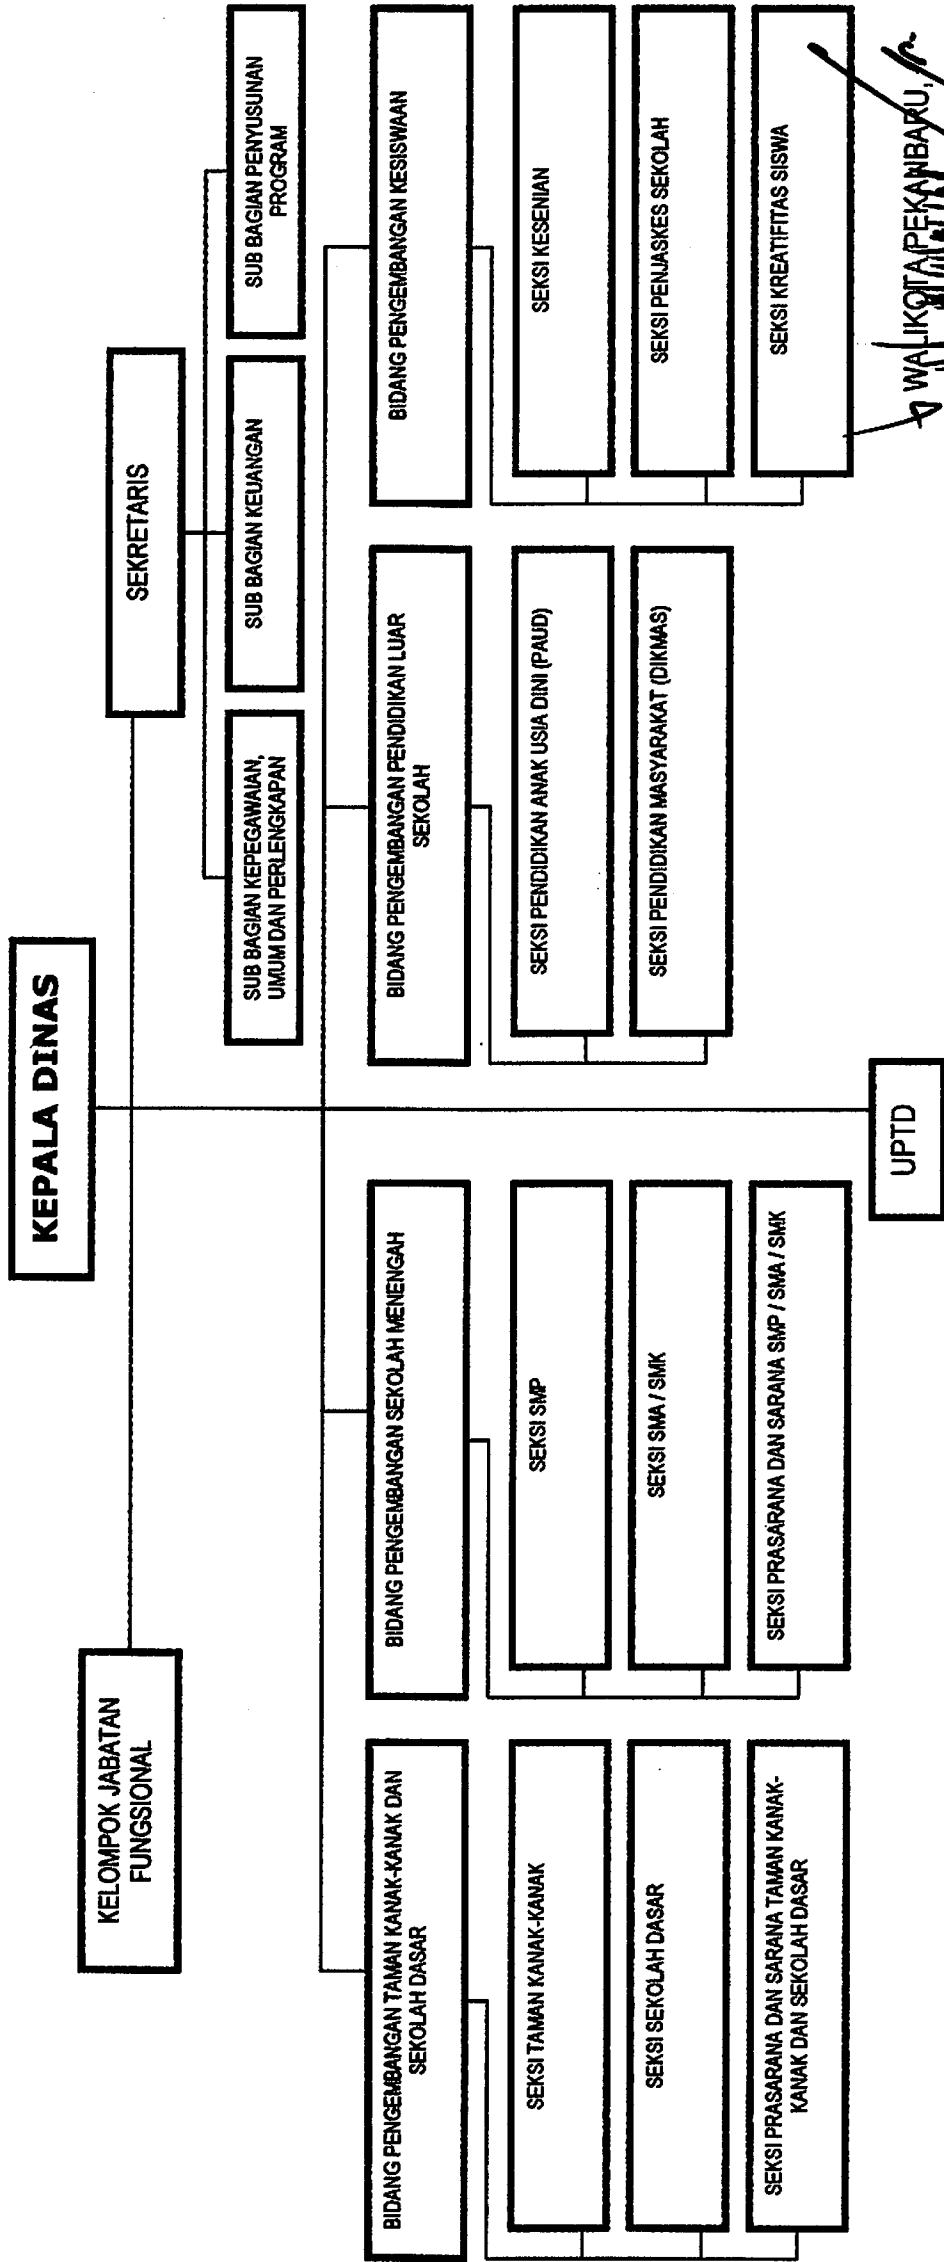 KEPALA DINAS
KELOMPOK JABATAN
FUNGSIONAL
SEKRETARIS
SUB BAGIAN KEPEGAWAIAN,
UMUM DAN PERLENGKAPAN
SUB BAGIAN KEUANGAN
SUB BAGIAN PENYUSUNAN
PROGRAM
BIDANG PENGEMBANGAN TAMAN KANAK-KANAK DAN
SEKOLAH DASAR
SEKSI TAMAN KANAK-KANAK
SEKSI SEKOLAH DASAR
SEKSI PRASARANA DAN SARANA TAMAN KANAK-
KANAK DAN SEKOLAH DASAR
BIDANG PENGEMBANGAN SEKOLAH MENENGAH
SEKSI SMP
SEKSI SMA / SMK
SEKSI PRASARANA DAN SARANA SMP / SMA / SMK
BIDANG PENGEMBANGAN PENDIDIKAN LUAR
SEKOLAH
SEKSI PENDIDIKAN ANAK USIA DINI (PAUD)
SEKSI PENDIDIKAN MASYARAKAT (DIKMAS)
BIDANG PENGEMBANGAN KESISWAAN
SEKSI KESENIAN
SEKSI PENJASKES SEKOLAH
SEKSI KREATIFITAS SISWA
UPTD
WALIKOTA PEKANBARU,